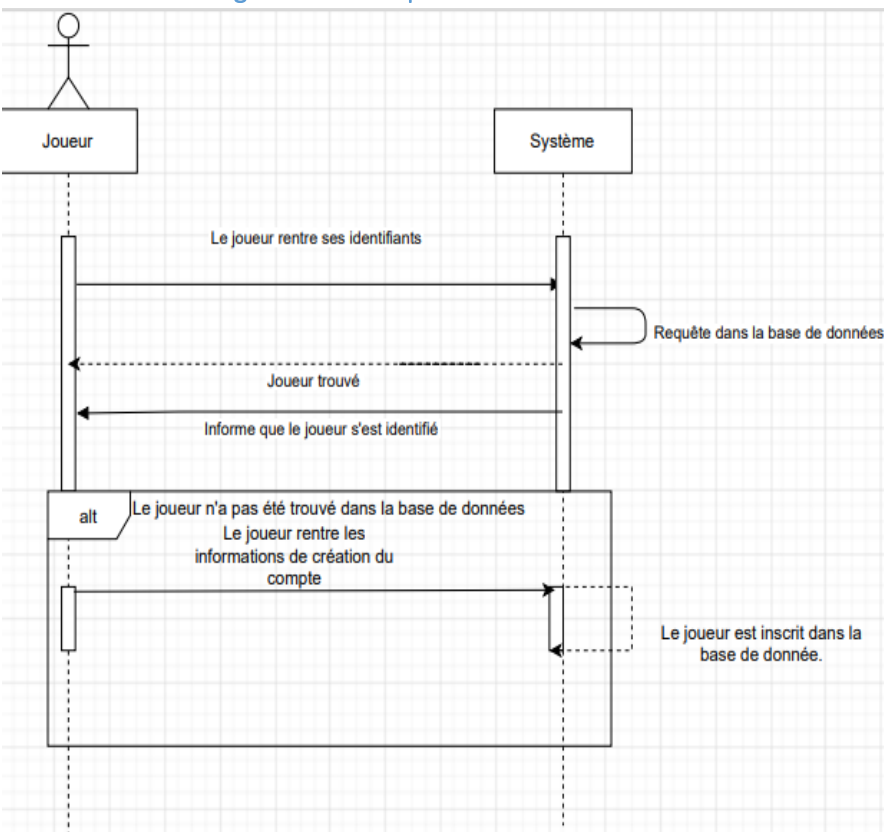 Joueur
Système
Le joueur rentre ses identifiants
Requête dans la base de données
Joueur trouvé
Informe que le joueur s'est identifié
alt
Le joueur n'a pas été trouvé dans la base de données
Le joueur rentre les
informations de création du
compte
Le joueur est inscrit dans la
base de donnée.